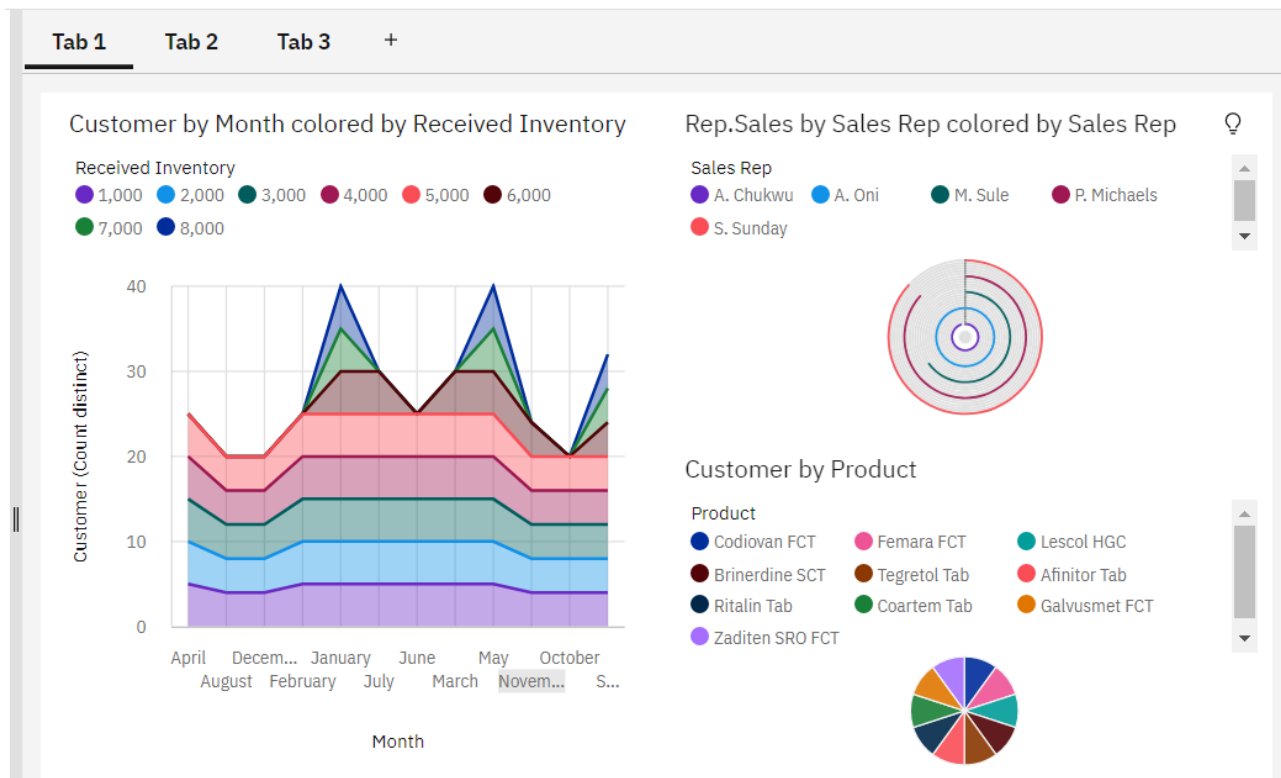 Tab 1 Tab 2 Tab 3 +
Customer by Month colored by Received Inventory
Received Inventory
1,000 2,000 3,000 4,000 5,000 6,000
7,000 8,000
Customer (Count distinct)
40
30
20
10
0
April Decem... January June May October
August February July March Novem... S...
Month
Rep.Sales by Sales Rep colored by Sales Rep
Sales Rep
A. Chukwu A. Oni M. Sule P. Michaels
S. Sunday
Customer by Product
Product
Codiovan FCT Femara FCT Lescol HGC
Brinerdine SCT Tegretol Tab Afinitor Tab
Ritalin Tab Coartem Tab Galvusmet FCT
Zaditen SRO FCT